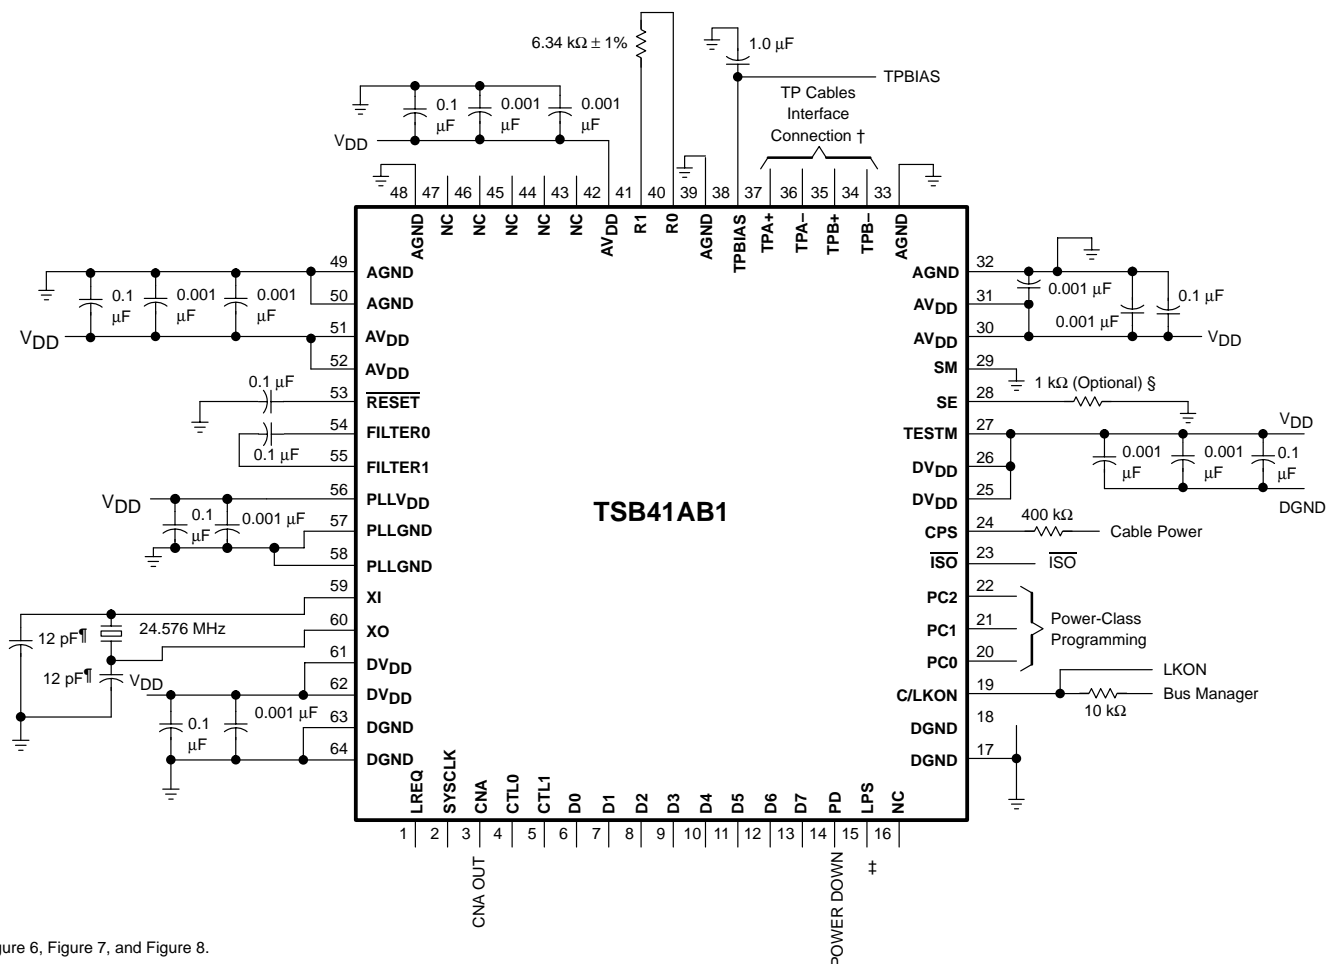 6.34 kΩ ± 1%
1.0 µF
TPBIAS
TP Cables
Interface
Connection †
0.1
µF
0.001
µF
0.001
µF
VDD
48 47 46 45 44 43 42 41 40 39 38 37 36 35 34 33
AGND NC NC NC NC NC AVDD R1 R0 AGND TPBIAS TPA+ TPA− TPB+ TPB− AGND
0.1
µF
0.001
µF
0.001
µF
VDD
49 AGND
50 AGND
51 AVDD
52 AVDD
0.1 µF
53 RESET
54 FILTER0
0.1 µF
55 FILTER1
VDD
56 PLLVDD
0.1
µF
0.001 µF
57 PLLGND
58 PLLGND
59 XI
12 pF¶
24.576 MHz
60 XO
12 pF¶
VDD
61 DVDD
62 DVDD
0.1
µF
0.001 µF
63 DGND
64 DGND
TSB41AB1
AGND 32
0.001 µF
0.1 µF
AVDD 31
0.001 µF
AVDD 30
VDD
SM 29
1 kΩ (Optional) §
SE 28
TESTM 27
VDD
DVDD 26
0.001
µF
0.001
µF
0.1
µF
DVDD 25
DGND
CPS 24
400 kΩ
Cable Power
ISO 23
ISO
PC2 22
PC1 21
PC0 20
Power-Class
Programming
LKON
C/LKON 19
10 kΩ
Bus Manager
DGND 18
DGND 17
LREQ SYSCLK CNA CTL0 CTL1 D0 D1 D2 D3 D4 D5 D6 D7 PD LPS NC
1 2 3 4 5 6 7 8 9 10 11 12 13 14 15 16
CNA OUT
POWER DOWN
‡
gure 6, Figure 7, and Figure 8.